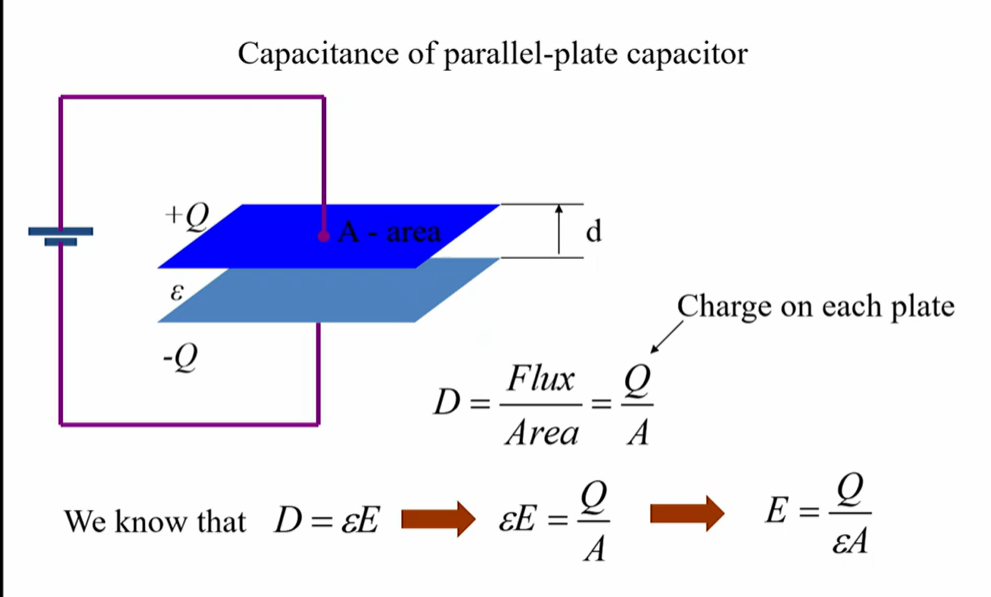 Capacitance of parallel-plate capacitor
+Q
A - area
d
ε
Charge on each plate
-Q
D = Flux / Area = Q / A
We know that D = εE εE = Q / A E = Q / εA